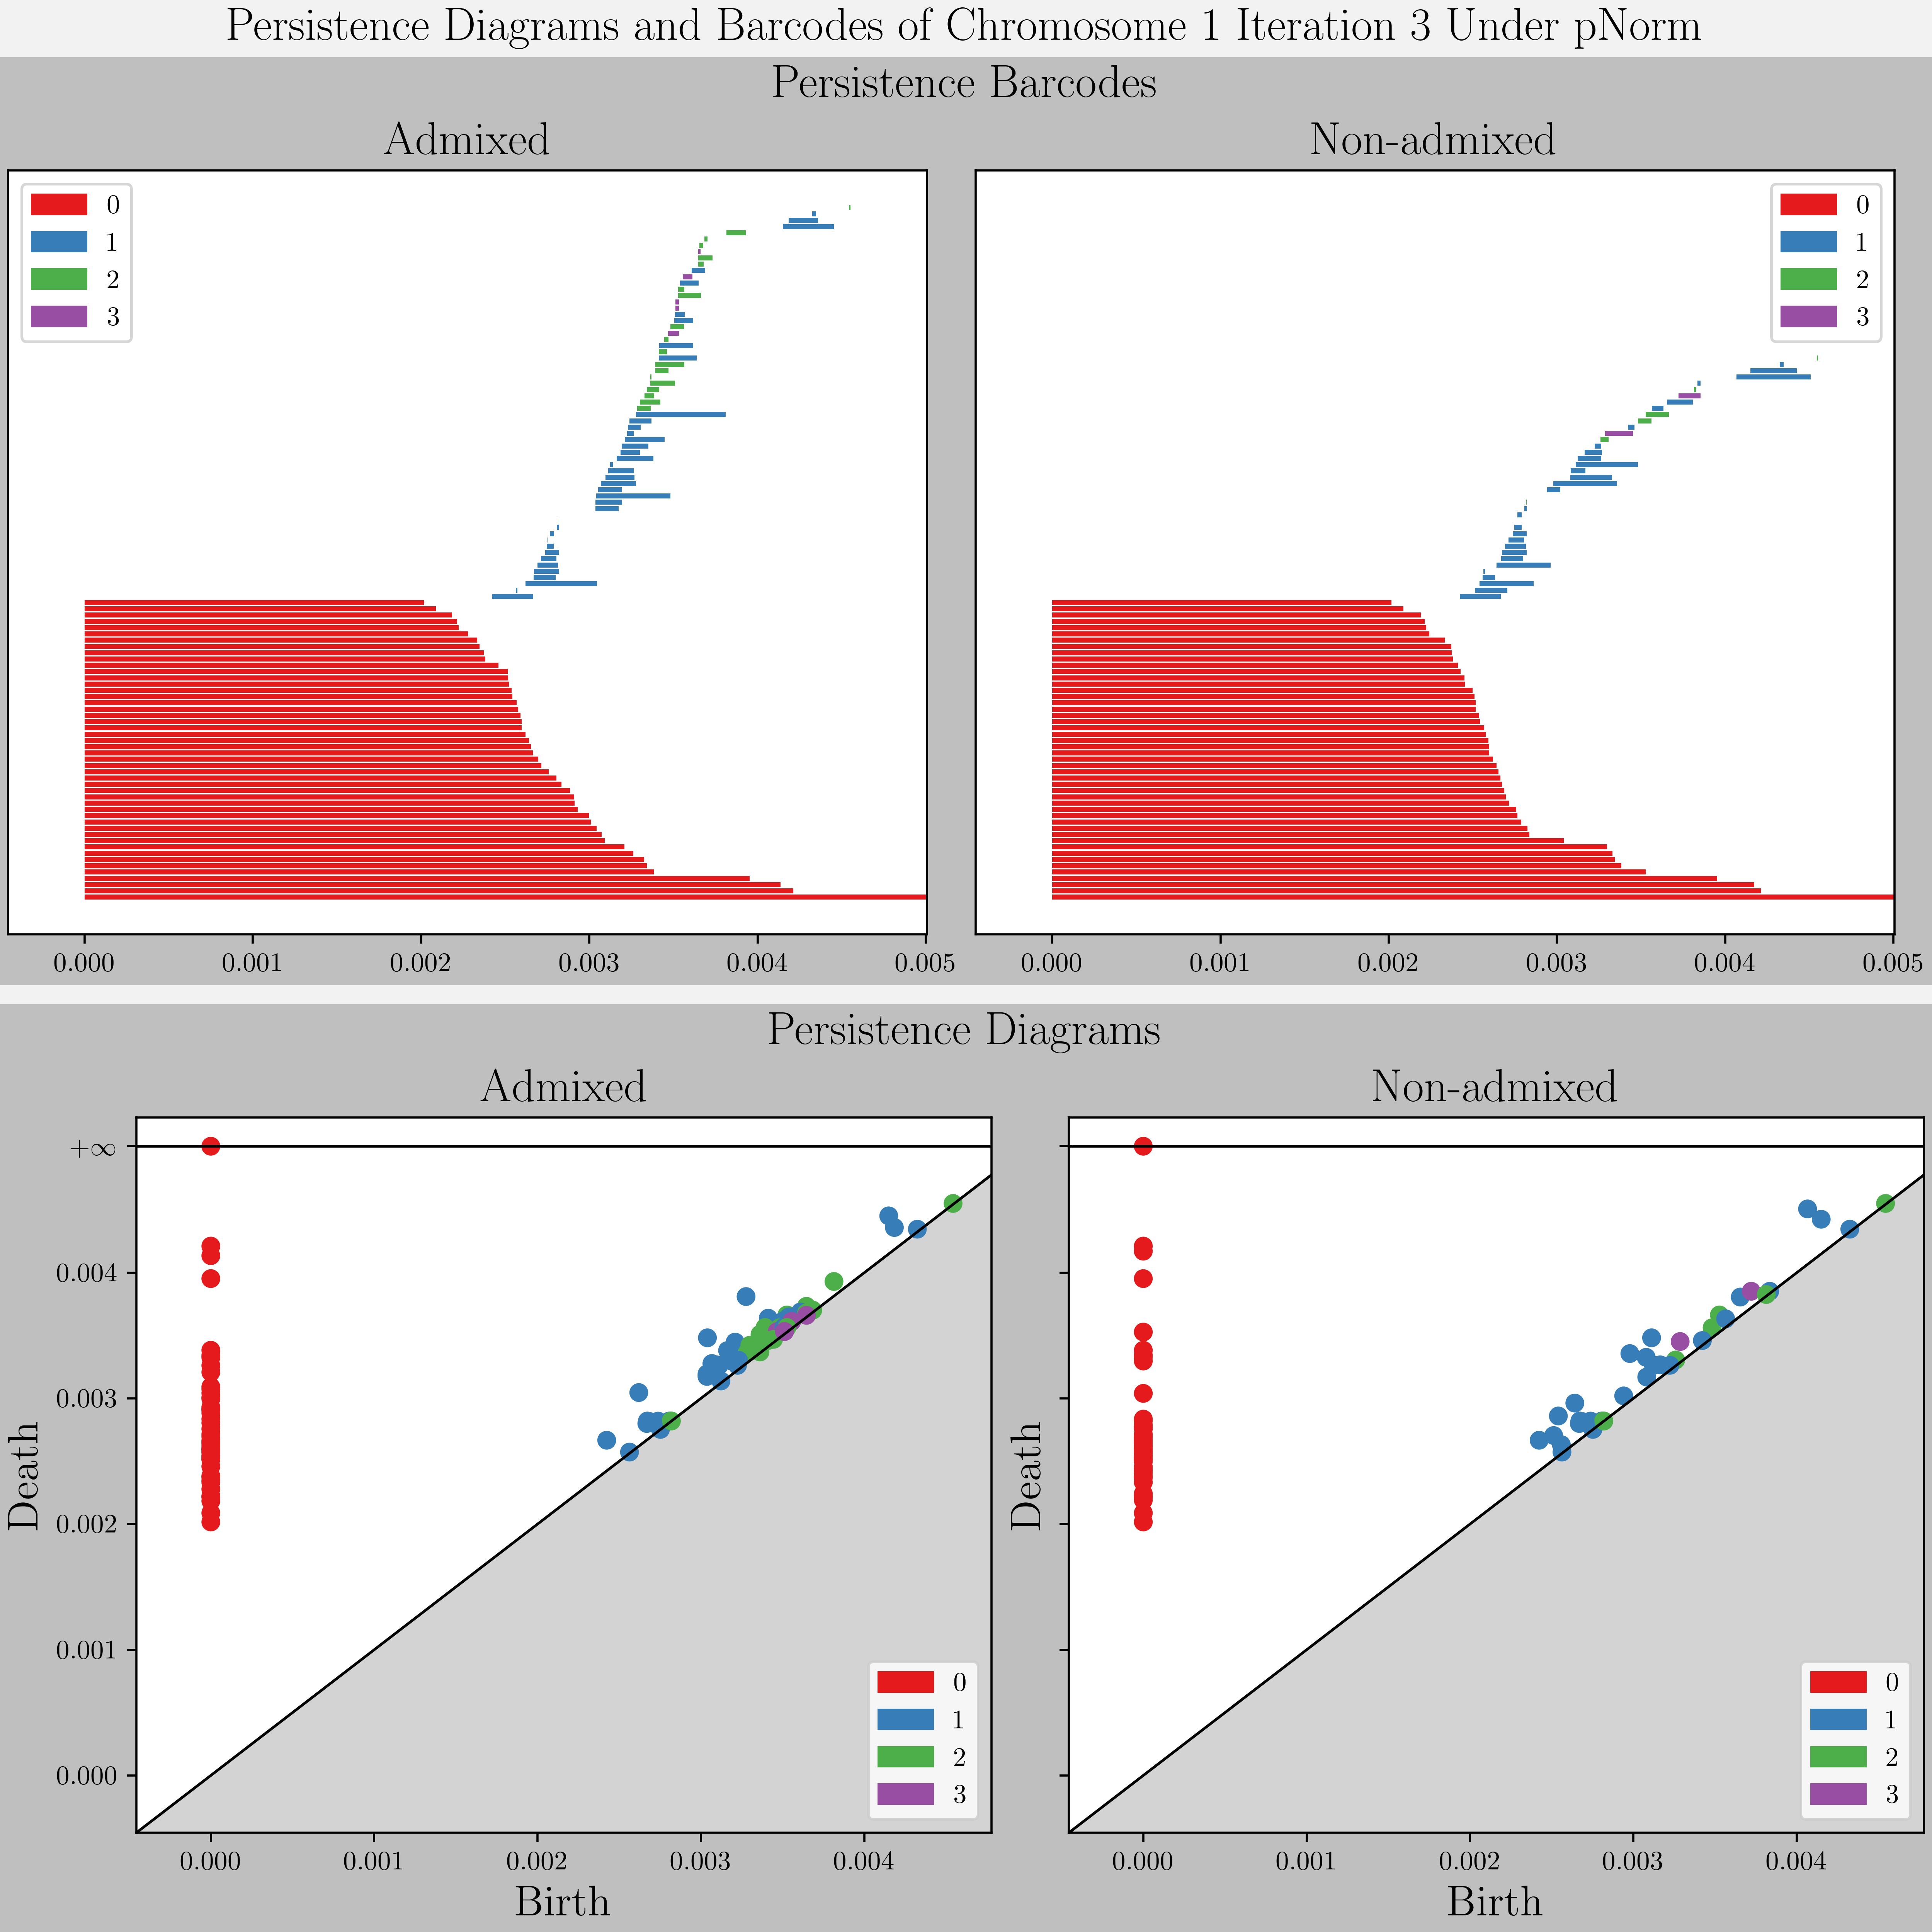 Persistence Diagrams and Barcodes of Chromosome 1 Iteration 3 Under pNorm
Persistence Barcodes
Admixed
0
1
2
3
0.000 0.001 0.002 0.003 0.004 0.005
Non-admixed
0
1
2
3
0.000 0.001 0.002 0.003 0.004 0.005
Persistence Diagrams
Admixed
+∞
0.004
0.003
0.002
0.001
0.000
Death
0
1
2
3
0.000 0.001 0.002 0.003 0.004
Birth
Non-admixed
Death
0
1
2
3
0.000 0.001 0.002 0.003 0.004
Birth